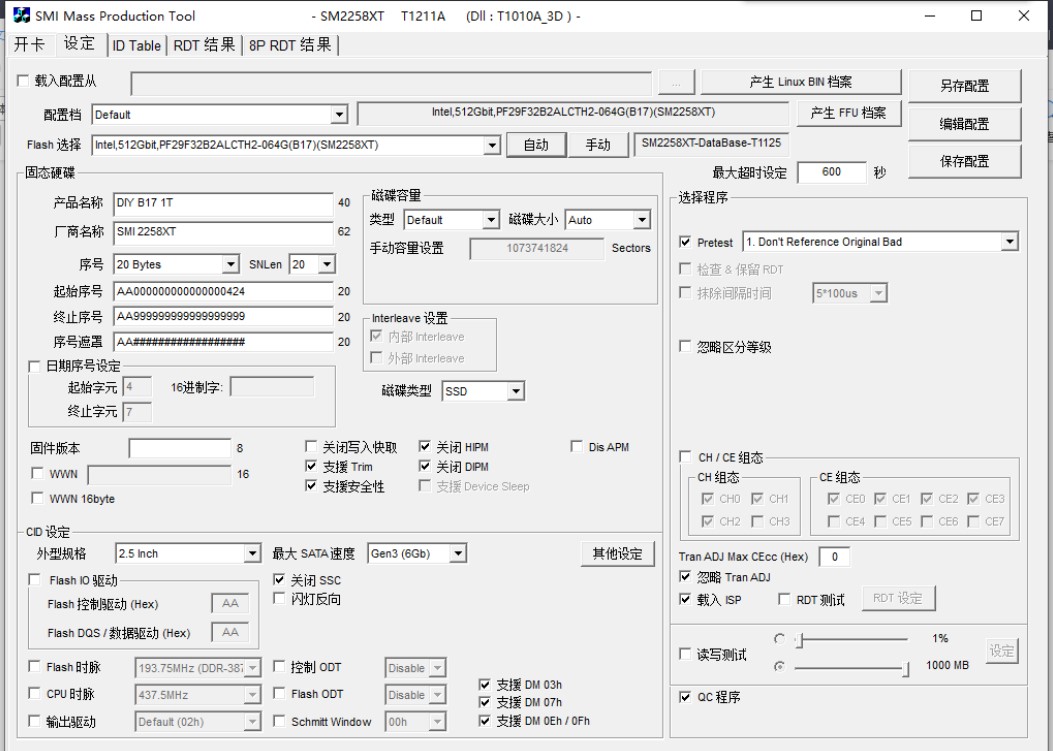 SMI Mass Production Tool - SM2258XT T1211A (Dll : T1010A_3D ) -
开卡 设定 ID Table RDT 结果 8P RDT 结果
载入配置从 ... 产生 Linux BIN 档案 另存配置
配置档 Default Intel,512Gbit,PF29F32B2ALCTH2-064G(B17)(SM2258XT) 产生 FFU 档案
编辑配置
Flash 选择 Intel,512Gbit,PF29F32B2ALCTH2-064G(B17)(SM2258XT) 自动 手动 SM2258XT-DataBase-T1125
保存配置
最大超时设定 600 秒
固态硬碟
产品名称 DIY B17 1T 40
厂商名称 SMI 2258XT 62
序号 20 Bytes SNLen 20
起始序号 AA000000000000000424 20
终止序号 AA999999999999999999 20
序号遮罩 AA################## 20
日期序号设定
起始字元 4 16进制字:
终止字元 7
磁碟容量
类型 Default 磁碟大小 Auto
手动容量设置 1073741824 Sectors
Interleave 设置
内部 Interleave
外部 Interleave
磁碟类型 SSD
固件版本 8
WWN 16
WWN 16byte
关闭写入快取 关闭 HIPM Dis APM
支援 Trim 关闭 DIPM
支援安全性 支援 Device Sleep
CID 设定
外型规格 2.5 Inch 最大 SATA 速度 Gen3 (6Gb) 其他设定
Flash IO 驱动 关闭 SSC
Flash 控制驱动 (Hex) AA 闪灯反向
Flash DQS / 数据驱动 (Hex) AA
Flash 时脉 193.75MHz (DDR-387 控制 ODT Disable
CPU 时脉 437.5MHz Flash ODT Disable
输出驱动 Default (02h) Schmitt Window 00h
支援 DM 03h
支援 DM 07h
支援 DM 0Eh / 0Fh
选择程序
Pretest 1. Don't Reference Original Bad
检查 & 保留 RDT
抹除间隔时间 5*100us
忽略区分等级
CH / CE 组态
CH 组态 CE 组态
CH0 CH1 CE0 CE1 CE2 CE3
CH2 CH3 CE4 CE5 CE6 CE7
Tran ADJ Max CEcc (Hex) 0
忽略 Tran ADJ
载入 ISP RDT 测试 RDT 设定
读写测试 1% 设定
1000 MB
QC 程序